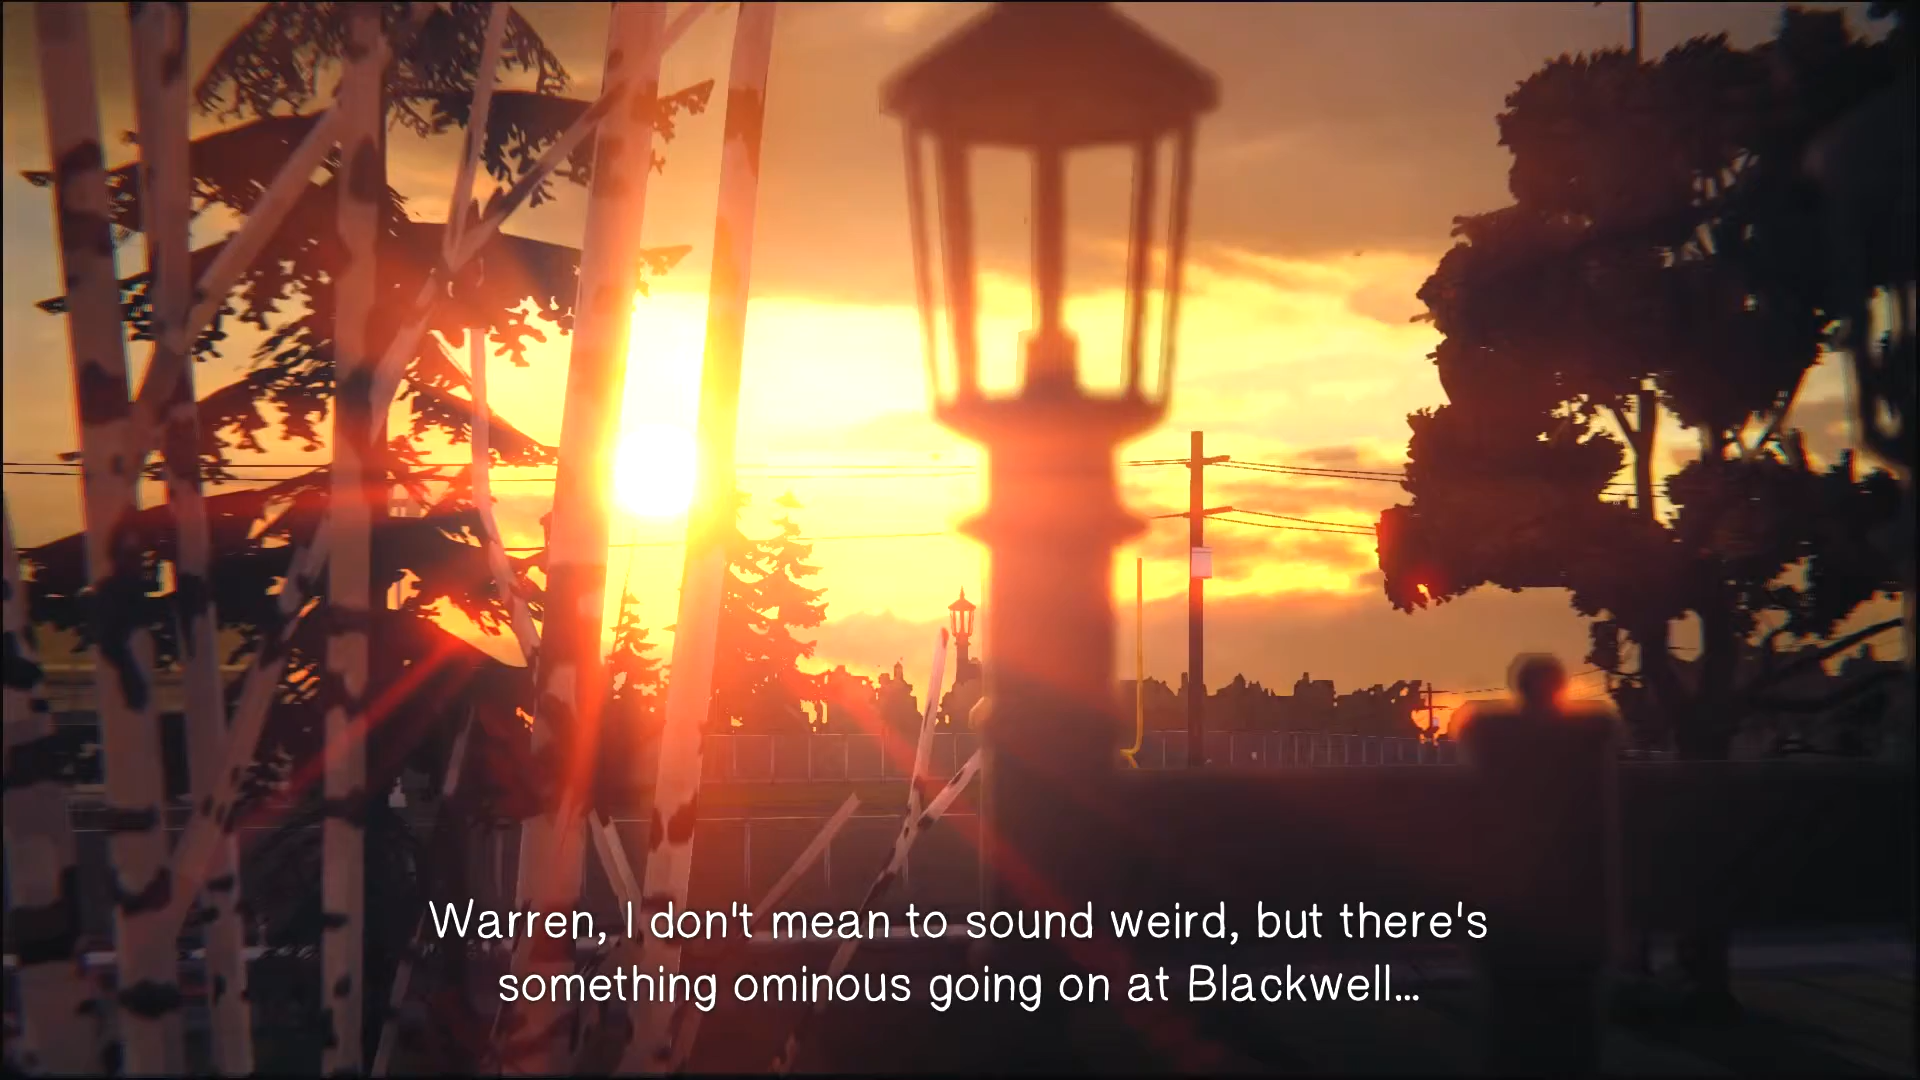 Warren, I don't mean to sound weird, but there's
something ominous going on at Blackwell...